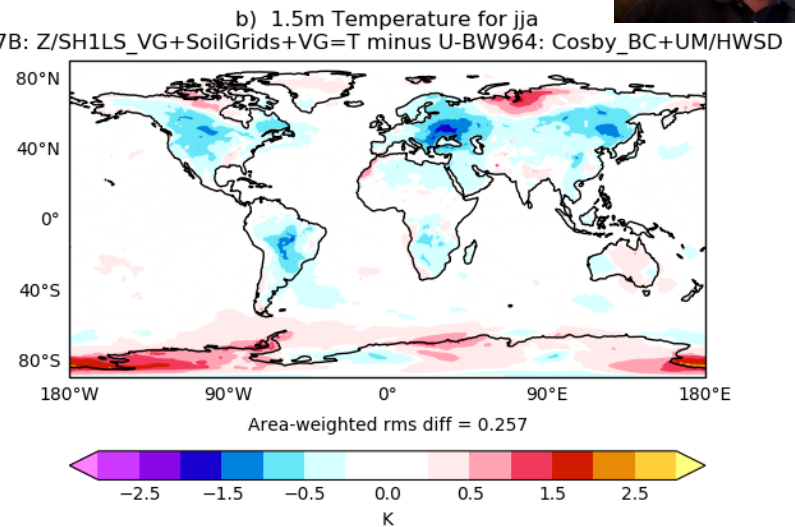 b) 1.5m Temperature for jja
7B: Z/SH1LS_VG+SoilGrids+VG=T minus U-BW964: Cosby_BC+UM/HWSD
80°N
40°N
0°
40°S
80°S
180°W 90°W 0° 90°E 180°E
Area-weighted rms diff = 0.257
−2.5 −1.5 −0.5 0.0 0.5 1.5 2.5
K